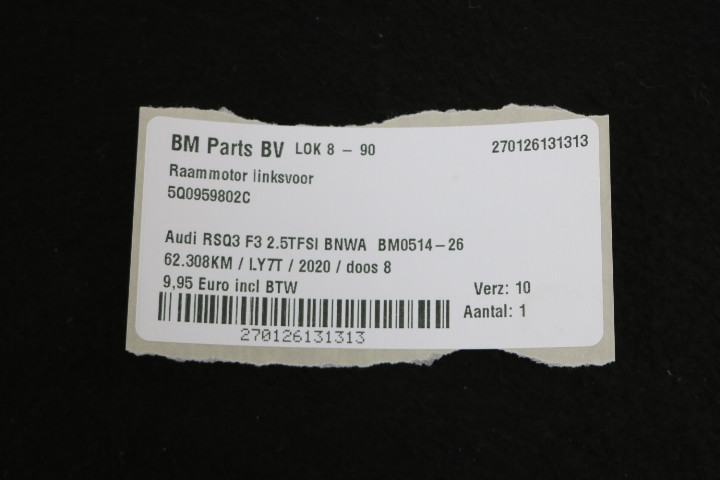 BM Parts BV LOK 8 - 90 270126131313
Raammotor linksvoor
5Q0959802C
Audi RSQ3 F3 2.5TFSI BNWA BM0514-26
62.308KM / LY7T / 2020 / doos 8
9,95 Euro incl BTW Verz: 10
Aantal: 1
270126131313